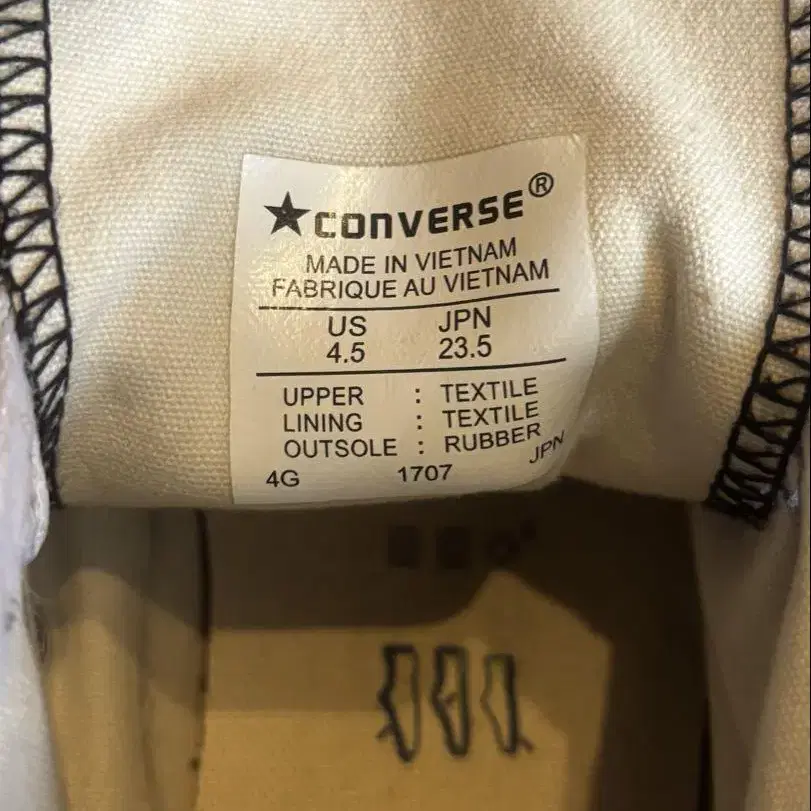 ★CONVERSE®
MADE IN VIETNAM
FABRIQUE AU VIETNAM
US JPN
4.5 23.5
UPPER : TEXTILE
LINING : TEXTILE
OUTSOLE : RUBBER
4G 1707 JPN